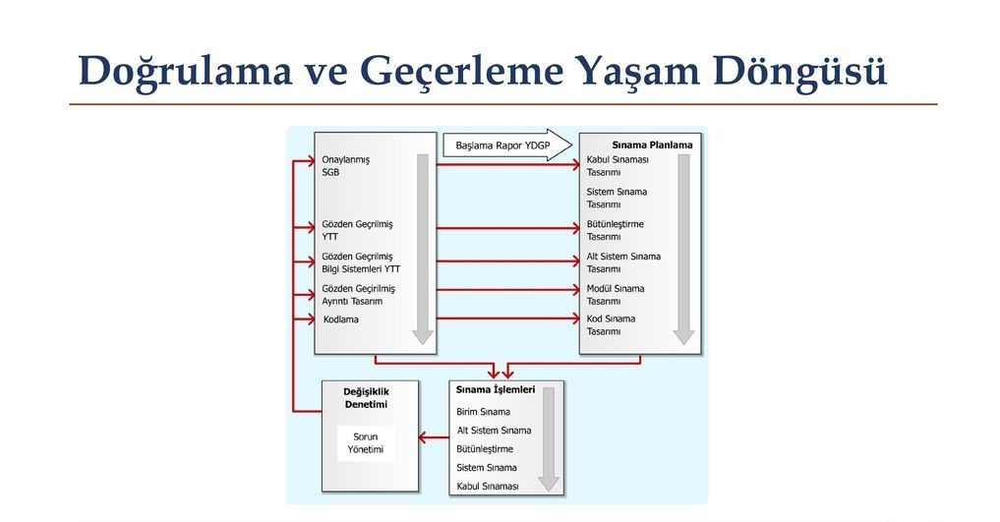 Doğrulama ve Geçerleme Yaşam Döngüsü
Başlama Rapor YDGP
Onaylanmış
SGB
Gözden Geçrilmiş
YTT
Gözden Geçrilmiş
Bilgi Sistemleri YTT
Gözden Geçirilmiş
Ayrıntı Tasarım
Kodlama
Sınama Planlama
Kabul Sınaması
Tasarımı
Sistem Sınama
Tasarımı
Bütünleştirme
Tasarımı
Alt Sistem Sınama
Tasarımı
Modül Sınama
Tasarımı
Kod Sınama
Tasarımı
Değişiklik
Denetimi
Sorun
Yönetimi
Sınama İşlemleri
Birim Sınama
Alt Sistem Sınama
Bütünleştirme
Sistem Sınama
Kabul Sınaması